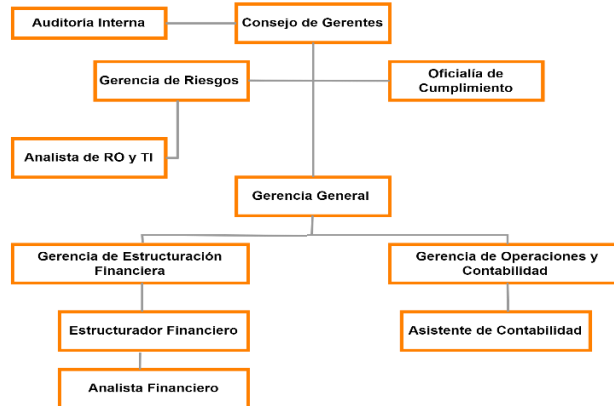 Auditoria Interna
Consejo de Gerentes
Gerencia de Riesgos
Oficialía de
Cumplimiento
Analista de RO y TI
Gerencia General
Gerencia de Estructuración
Financiera
Gerencia de Operaciones y
Contabilidad
Estructurador Financiero
Asistente de Contabilidad
Analista Financiero